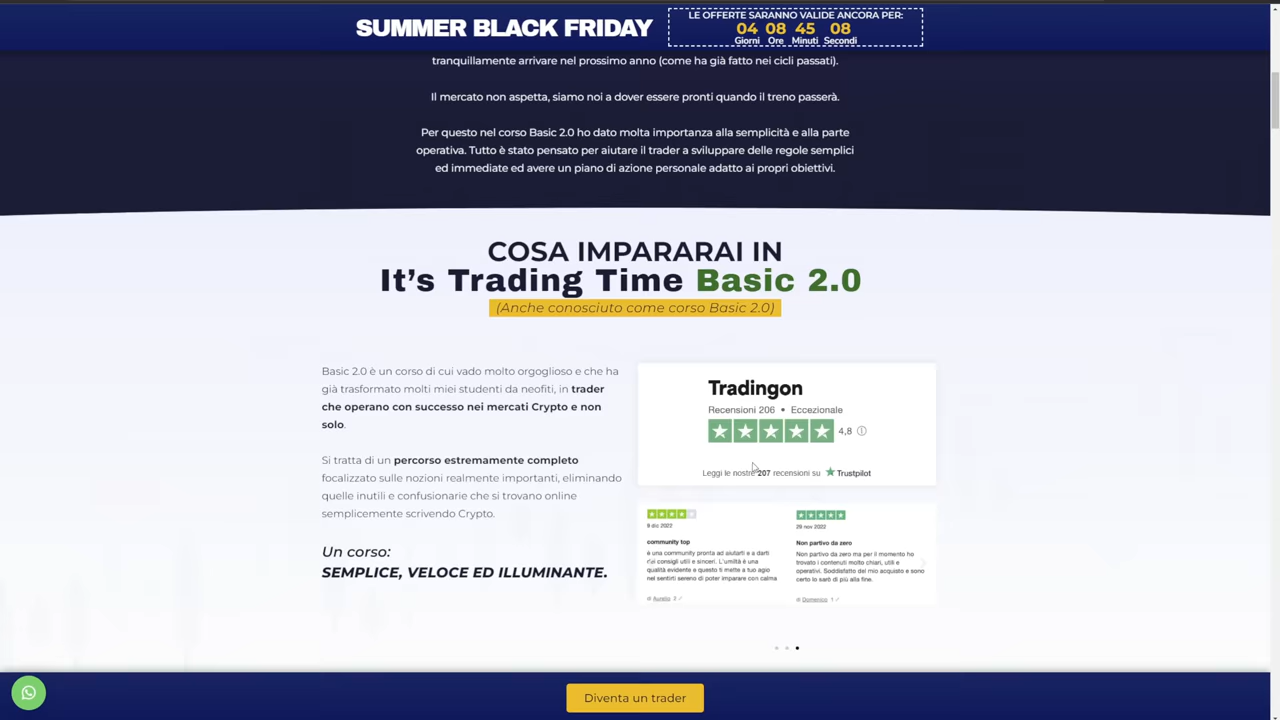 SUMMER BLACK FRIDAY
LE OFFERTE SARANNO VALIDE ANCORA PER:
04 08 45 08
Giorni Ore Minuti Secondi
tranquillamente arrivare nel prossimo anno (come ha già fatto nei cicli passati).
Il mercato non aspetta, siamo noi a dover essere pronti quando il treno passerà.
Per questo nel corso Basic 2.0 ho dato molta importanza alla semplicità e alla parte
operativa. Tutto è stato pensato per aiutare il trader a sviluppare delle regole semplici
ed immediate ed avere un piano di azione personale adatto ai propri obiettivi.
COSA IMPARARAI IN
It's Trading Time Basic 2.0
(Anche conosciuto come corso Basic 2.0)
Basic 2.0 è un corso di cui vado molto orgoglioso e che ha
già trasformato molti miei studenti da neofiti, in trader
che operano con successo nei mercati Crypto e non
solo.
Si tratta di un percorso estremamente completo
focalizzato sulle nozioni realmente importanti, eliminando
quelle inutili e confusionarie che si trovano online
semplicemente scrivendo Crypto.
Un corso:
SEMPLICE, VELOCE ED ILLUMINANTE.
Tradingon
Recensioni 206 • Eccezionale
4,8
Leggi le nostre 207 recensioni su Trustpilot
8 dic 2022
community top
è una community pronta ad aiutarti e a darti
consigli utili e sinceri. L'umiltà è una
qualità evidente e questo ti mette a tuo agio
nel sentirti sereno di poter imparare con calma
di Aurelio 2
29 nov 2022
Non partivo da zero
Non partivo da zero ma per il momento ho
trovato i contenuti molto chiari, utili e
operativi. Soddisfatto del mio acquisto e sono
certo lo sarò di più alla fine.
di Domenico 1
Diventa un trader